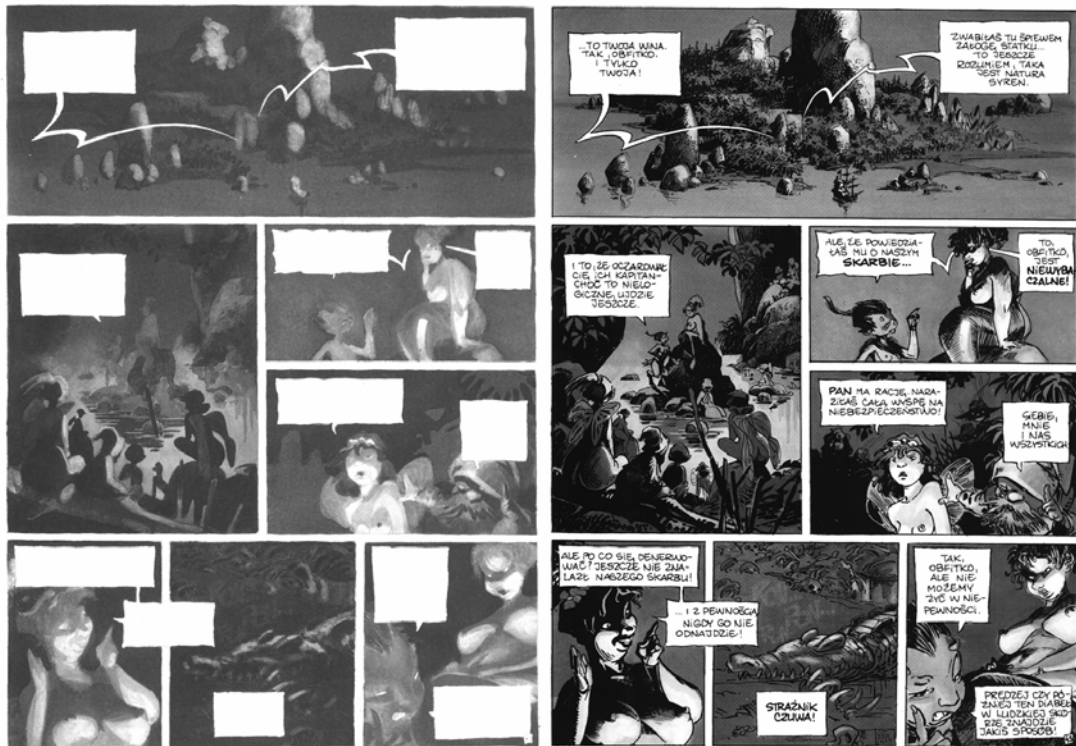 ...TO TWOJA WINA.
TAK, OBFITKO.
I TYLKO
TWOJA!
ZWABIŁAŚ TU ŚPIEWEM
ZAŁOGĘ STATKU...
TO JESZCZE
ROZUMIEM, TAKA
JEST NATURA
SYREN.
I TO, ŻE OCZAROWAŁ
CIĘ ICH KAPITAN-
CHOĆ TO NIELO-
GICZNE, UJDZIE
JESZCZE.
ALE, ŻE POWIEDZIA-
ŁAŚ MU O NASZYM
SKARBIE...
TO,
OBFITKO,
JEST
NIEWYBA-
CZALNE!
PAN MA RACJĘ. NARA-
ZIŁAŚ CAŁĄ WYSPĘ NA
NIEBEZPIECZEŃSTWO!
SIEBIE,
MNIE
I NAS
WSZYSTKICH
ALE PO CO SIĘ DENERWO-
WAĆ? JESZCZE NIE ZNA-
LAZŁ NASZEGO SKARBU!
... I Z PEWNOŚCIĄ
NIGDY GO NIE
ODNAJDZIE!
STRAŻNIK
CZUWA!
TAK,
OBFITKO,
ALE NIE
MOŻEMY
ŻYĆ W NIE-
PEWNOŚCI.
PRĘDZEJ CZY PÓ-
ŹNIEJ TEN DIABEŁ
W LUDZKIEJ SKÓ-
RZE ZNAJDZIE
JAKIŚ SPOSÓB!